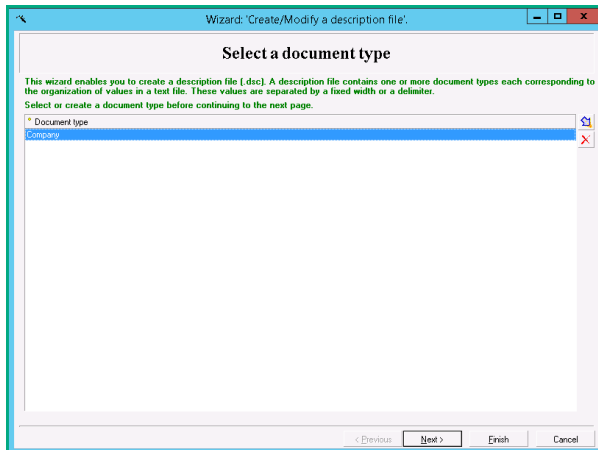 Wizard: 'Create/Modify a description file'.
Select a document type
This wizard enables you to create a description file (.dsc). A description file contains one or more document types each corresponding to
the organization of values in a text file. These values are separated by a fixed width or a delimiter.
Select or create a document type before continuing to the next page.
* Document type
Company
< Previous Next > Finish Cancel